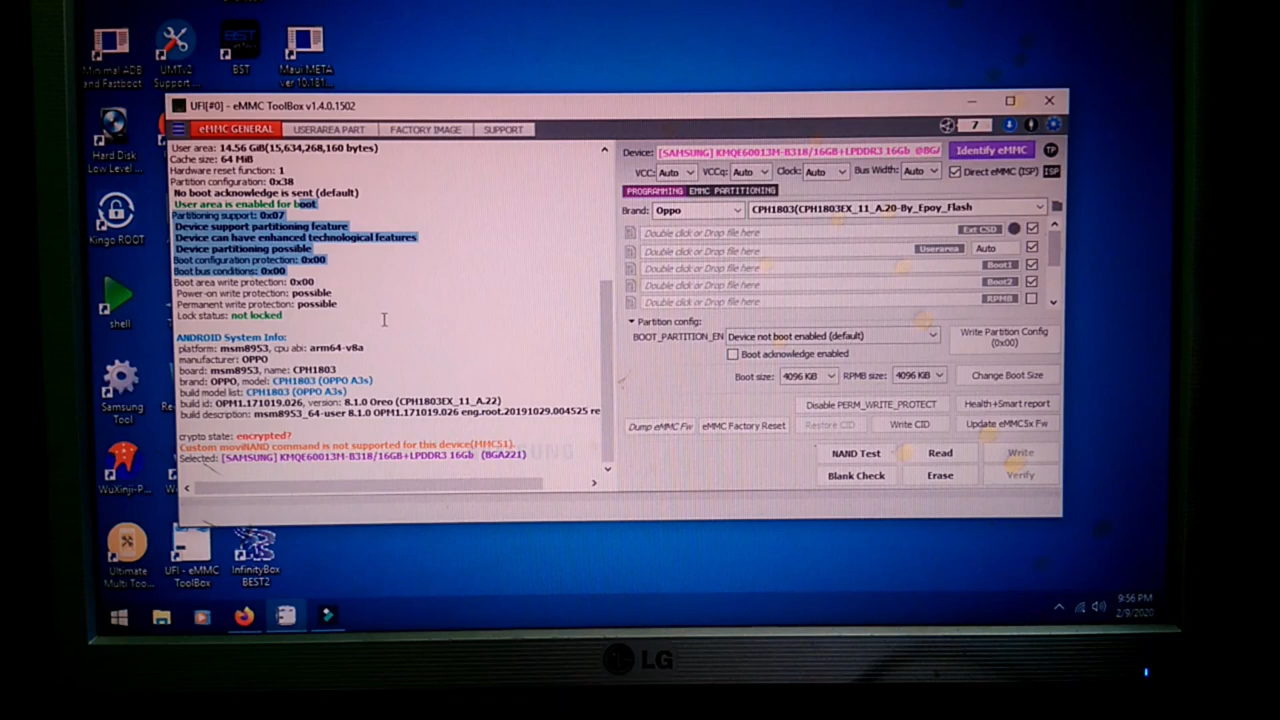 Minimal ADB
and Fastboot
UMTv2
Support...
BST
BST
Maui META
ver 10.181...
Hard Disk
Low Level ...
Kingo ROOT
shell
Samsung
Tool
WuXinJi-P...
Ultimate
Multi Too...
UFI - eMMC
ToolBox
InfinityBox
BEST2
UFI[#0] - eMMC ToolBox v1.4.0.1502
eMMC GENERAL
USERAREA PART
FACTORY IMAGE
SUPPORT
7
User area: 14.56 GiB(15,634,268,160 bytes)
Cache size: 64 MiB
Hardware reset function: 1
Partition configuration: 0x38
No boot acknowledge is sent (default)
User area is enabled for boot
Partitioning support: 0x07
Device support partitioning feature
Device can have enhanced technological features
Device partitioning possible
Boot configuration protection: 0x00
Boot bus conditions: 0x00
Boot area write protection: 0x00
Power-on write protection: possible
Permanent write protection: possible
Lock status: not locked
ANDROID System Info:
platform: msm8953, cpu abi: arm64-v8a
manufacturer: OPPO
board: msm8953, name: CPH1803
brand: OPPO, model: CPH1803 (OPPO A3s)
build model list: CPH1803 (OPPO A3s)
build id: OPM1.171019.026, version: 8.1.0 Oreo (CPH1803EX_11_A.22)
build description: msm8953_64-user 8.1.0 OPM1.171019.026 eng.root.20191029.004525 re
crypto state: encrypted?
Custom moviNAND command is not supported for this device(MMC51).
Selected: [SAMSUNG] KMQE60013M-B318/16GB+LPDDR3 16Gb (BGA221)
Device: [SAMSUNG] KMQE60013M-B318/16GB+LPDDR3 16Gb @BGA
Identify eMMC
TP
VCC: Auto
VCCq: Auto
Clock: Auto
Bus Width: Auto
Direct eMMC (ISP)
ISP
PROGRAMMING
EMMC PARTITIONING
Brand: Oppo
CPH1803(CPH1803EX_11_A.20-By_Epoy_Flash
Double click or Drop file here
Ext CSD
Double click or Drop file here
Userarea
Auto
Double click or Drop file here
Boot1
Double click or Drop file here
Boot2
Double click or Drop file here
RPMB
Partition config:
BOOT_PARTITION_EN
Device not boot enabled (default)
Write Partition Config
(0x00)
Boot acknowledge enabled
Boot size: 4096 KB
RPMB size: 4096 KB
Change Boot Size
Disable PERM_WRITE_PROTECT
Health+Smart report
Dump eMMC Fw
eMMC Factory Reset
Restore CID
Write CID
Update eMMC5x Fw
NAND Test
Read
Write
Blank Check
Erase
Verify
9:56 PM
2/9/2020
LG